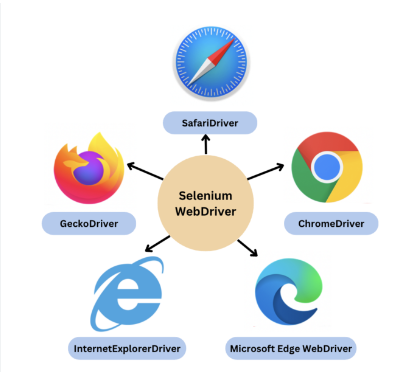 SafariDriver
Selenium
WebDriver
GeckoDriver
ChromeDriver
InternetExplorerDriver
Microsoft Edge WebDriver